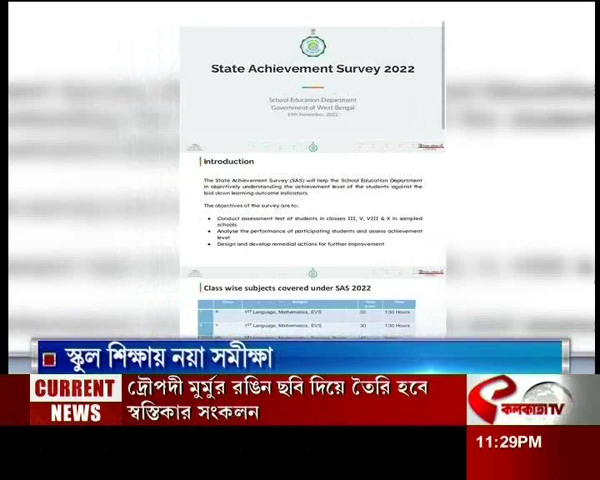 State Achievement Survey 2022
School Education Department
Government of West Bengal
Introduction
The State Achievement Survey (SAS) will help the School Education Department
in objectively understanding the achievement level of the students against the
laid down learning outcome indicators.
The objectives of the survey are to:
• Conduct assessment test of students in classes III, V, VIII & X in sampled
schools
• Analyse the performance of participating students and assess achievement
level
• Design and develop remedial actions for further improvement
Class wise subjects covered under SAS 2022
1ST Language, Mathematics, EVS 30 1:30 Hours
1ST Language, Mathematics, EVS 30 1:30 Hours
স্কুল শিক্ষায় নয়া সমীক্ষা
CURRENT
NEWS
দ্রৌপদী মুর্মুর রঙিন ছবি দিয়ে তৈরি হবে
স্বস্তিকার সংকলন
কলকাতা TV
11:29PM